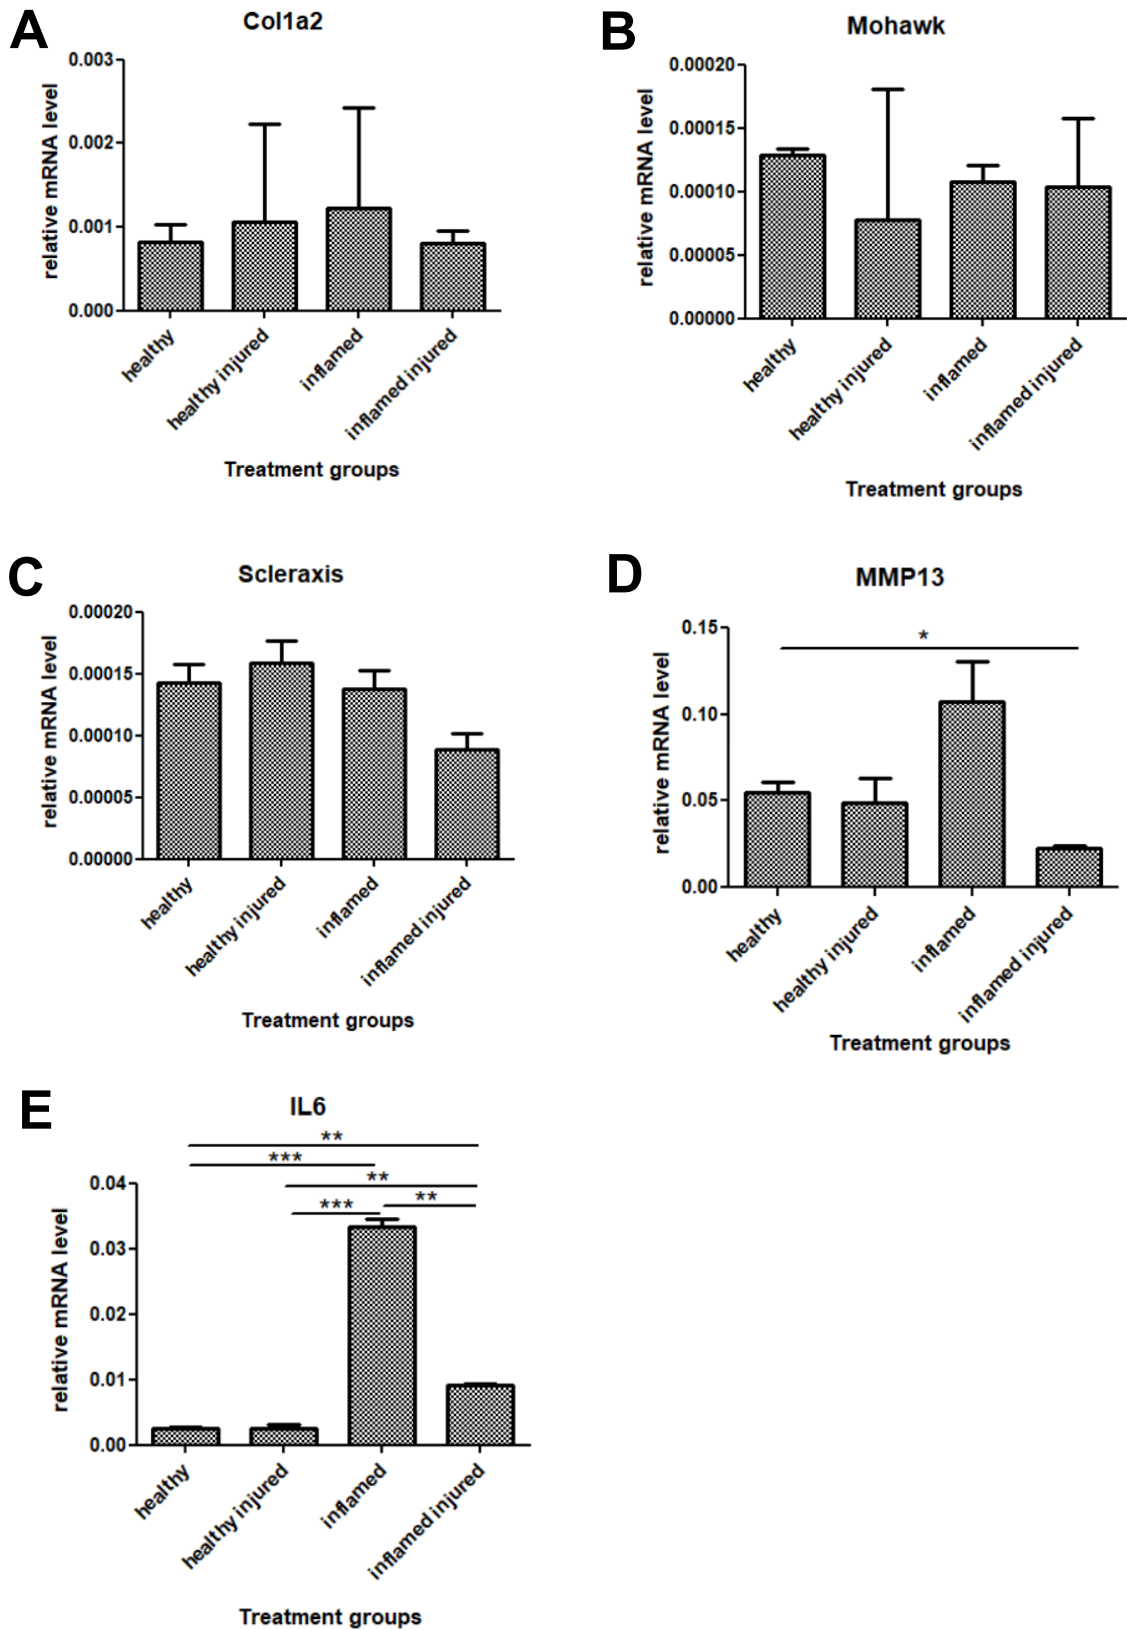 A
Col1a2
relative mRNA level
0.003
0.002
0.001
0.000
healthy
healthy injured
inflamed
inflamed injured
Treatment groups
B
Mohawk
relative mRNA level
0.00020
0.00015
0.00010
0.00005
0.00000
healthy
healthy injured
inflamed
inflamed injured
Treatment groups
C
Scleraxis
relative mRNA level
0.00020
0.00015
0.00010
0.00005
0.00000
healthy
healthy injured
inflamed
inflamed injured
Treatment groups
D
MMP13
relative mRNA level
0.15
0.10
0.05
0.00
*
healthy
healthy injured
inflamed
inflamed injured
Treatment groups
E
IL6
**
***
**
***
**
relative mRNA level
0.04
0.03
0.02
0.01
0.00
healthy
healthy injured
inflamed
inflamed injured
Treatment groups